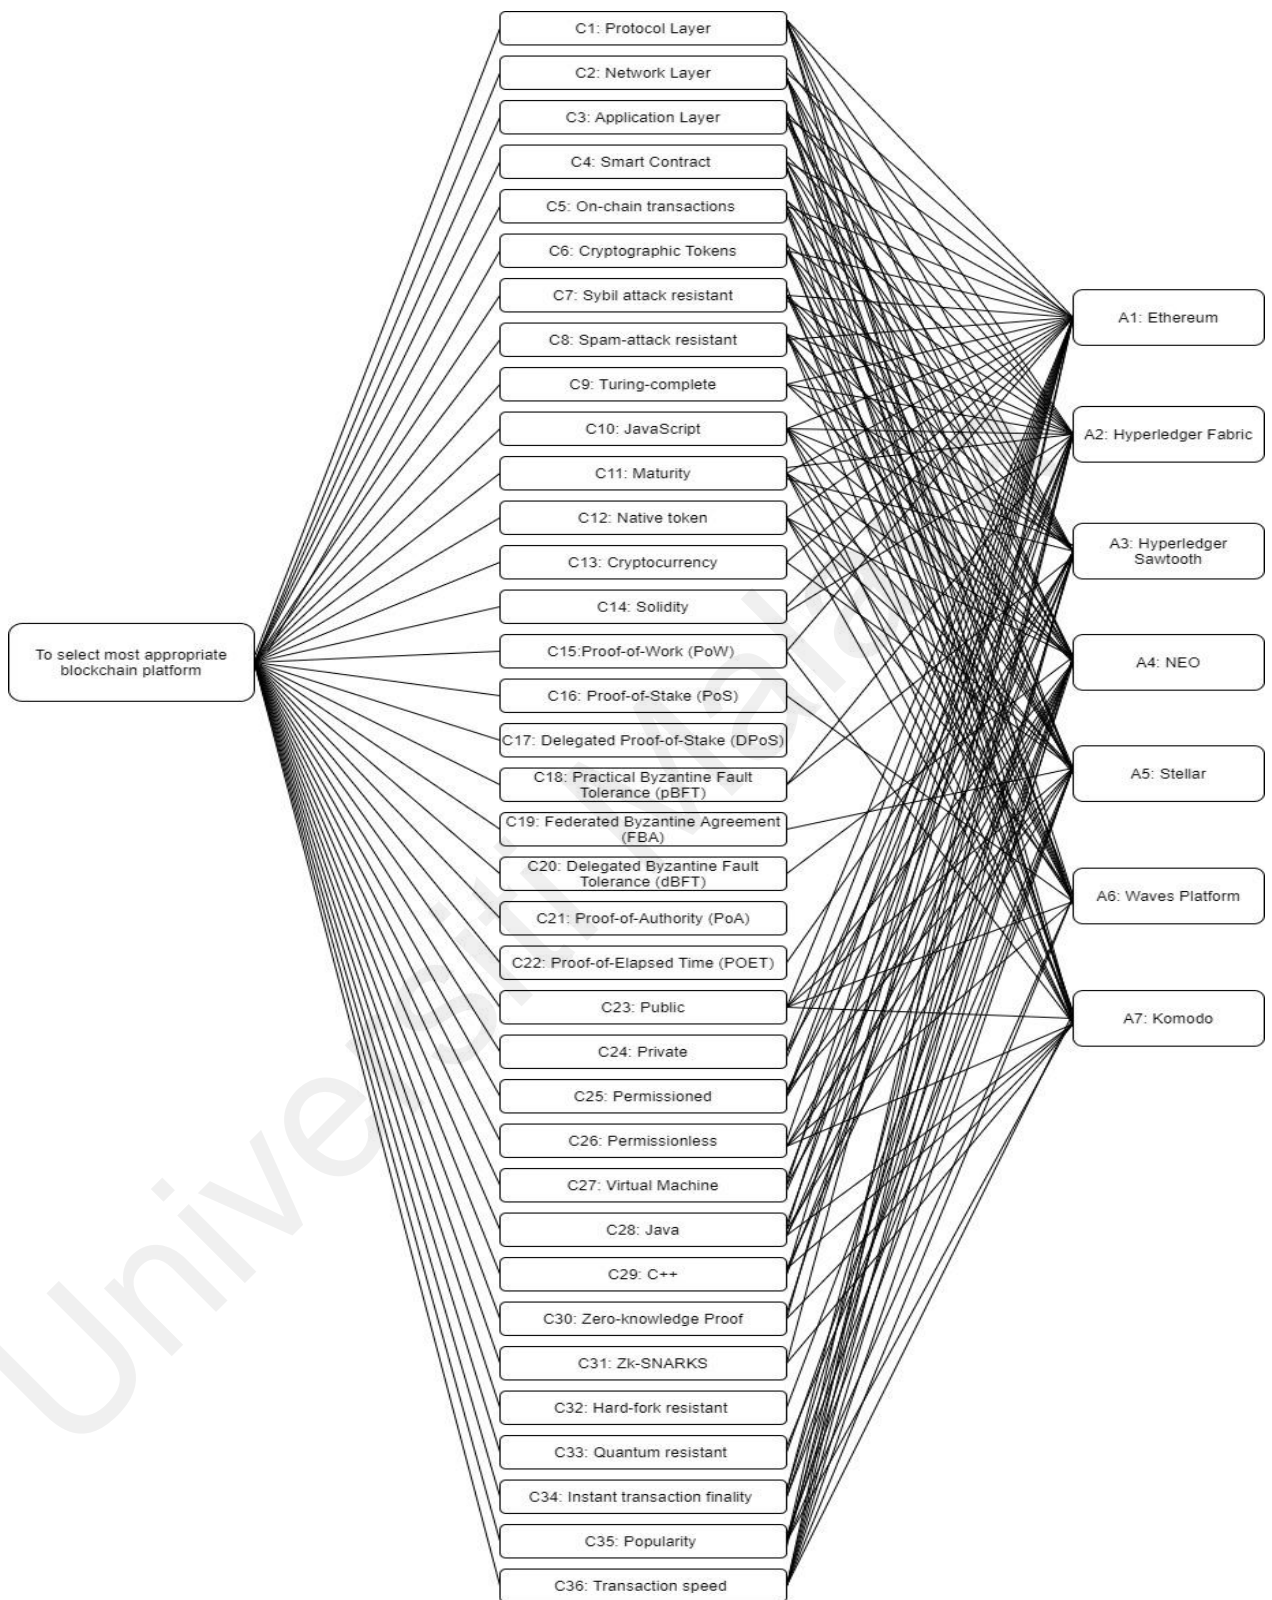 C1: Protocol Layer
C2: Network Layer
C3: Application Layer
C4: Smart Contract
C5: On-chain transactions
C6: Cryptographic Tokens
C7: Sybil attack resistant
C8: Spam-attack resistant
C9: Turing-complete
C10: JavaScript
C11: Maturity
C12: Native token
C13: Cryptocurrency
C14: Solidity
C15:Proof-of-Work (PoW)
C16: Proof-of-Stake (PoS)
C17: Delegated Proof-of-Stake (DPoS)
C18: Practical Byzantine Fault
Tolerance (pBFT)
C19: Federated Byzantine Agreement
(FBA)
C20: Delegated Byzantine Fault
Tolerance (dBFT)
C21: Proof-of-Authority (PoA)
C22: Proof-of-Elapsed Time (POET)
C23: Public
C24: Private
C25: Permissioned
C26: Permissionless
C27: Virtual Machine
C28: Java
C29: C++
C30: Zero-knowledge Proof
C31: Zk-SNARKS
C32: Hard-fork resistant
C33: Quantum resistant
C34: Instant transaction finality
C35: Popularity
C36: Transaction speed
To select most appropriate
blockchain platform
A1: Ethereum
A2: Hyperledger Fabric
A3: Hyperledger
Sawtooth
A4: NEO
A5: Stellar
A6: Waves Platform
A7: Komodo